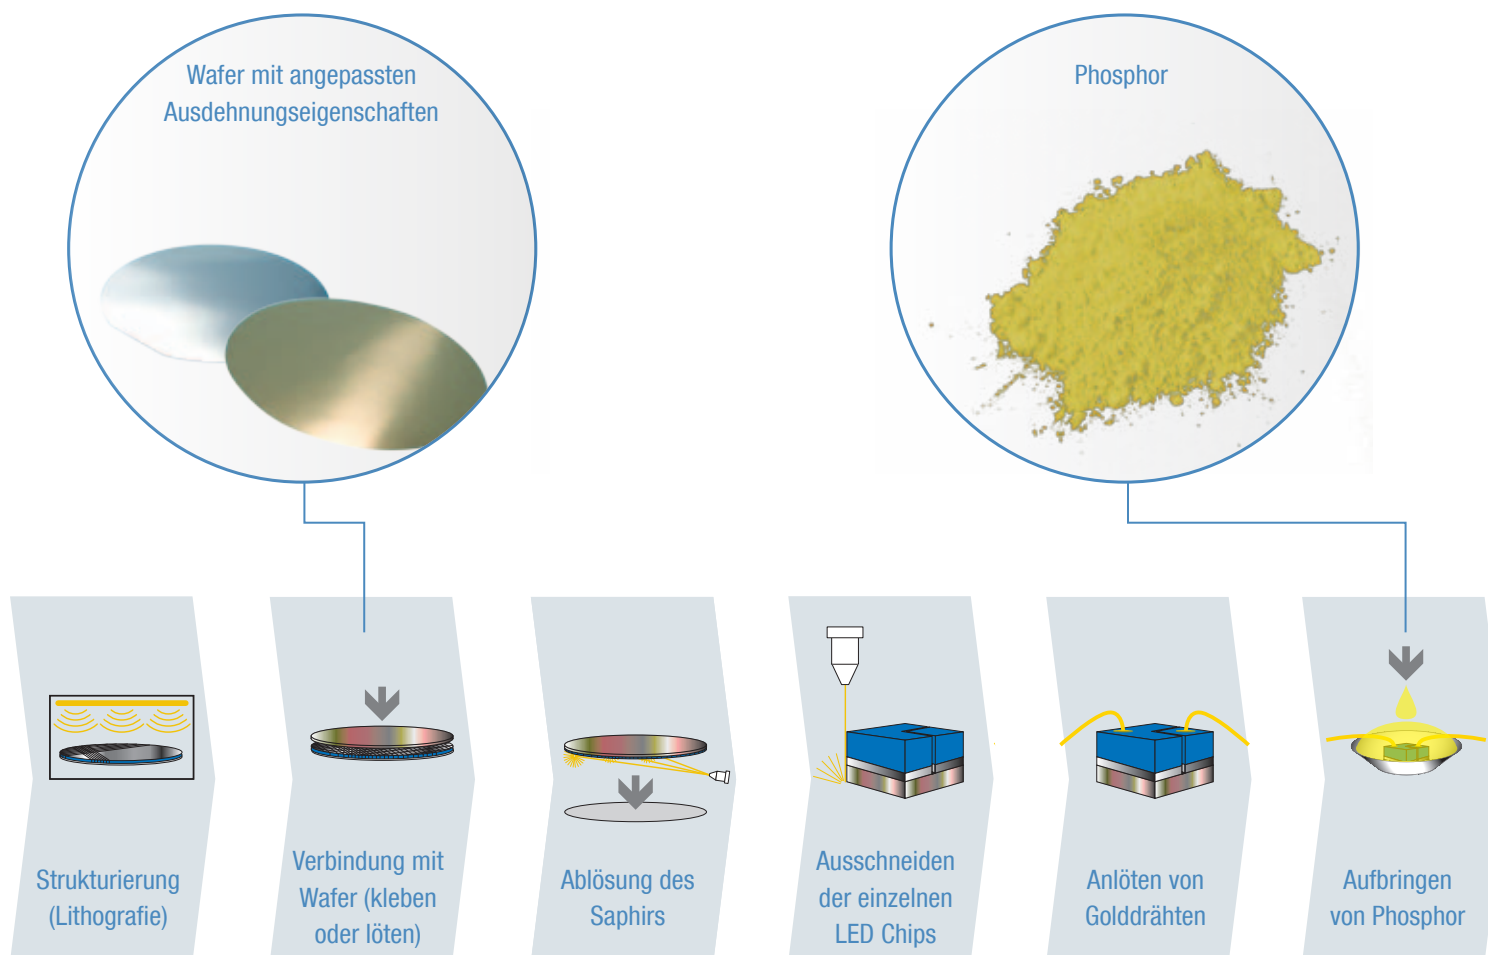 Wafer mit angepassten
Ausdehnungseigenschaften
Phosphor
Strukturierung
(Lithografie)
Verbindung mit
Wafer (kleben
oder löten)
Ablösung des
Saphirs
Ausschneiden
der einzelnen
LED Chips
Anlöten von
Golddrähten
Aufbringen
von Phosphor